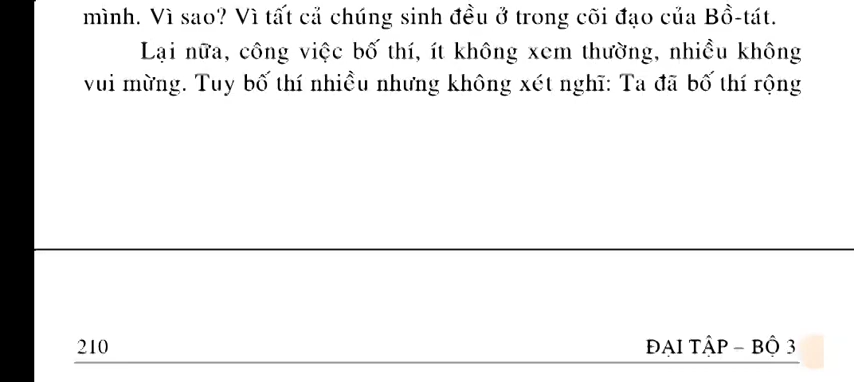 mình. Vì sao? Vì tất cả chúng sinh đều ở trong cõi đạo của Bồ-tát.
Lại nữa, công việc bố thí, ít không xem thường, nhiều không
vui mừng. Tuy bố thí nhiều nhưng không xét nghĩ: Ta đã bố thí rộng
210
ĐẠI TẬP – BỘ 3